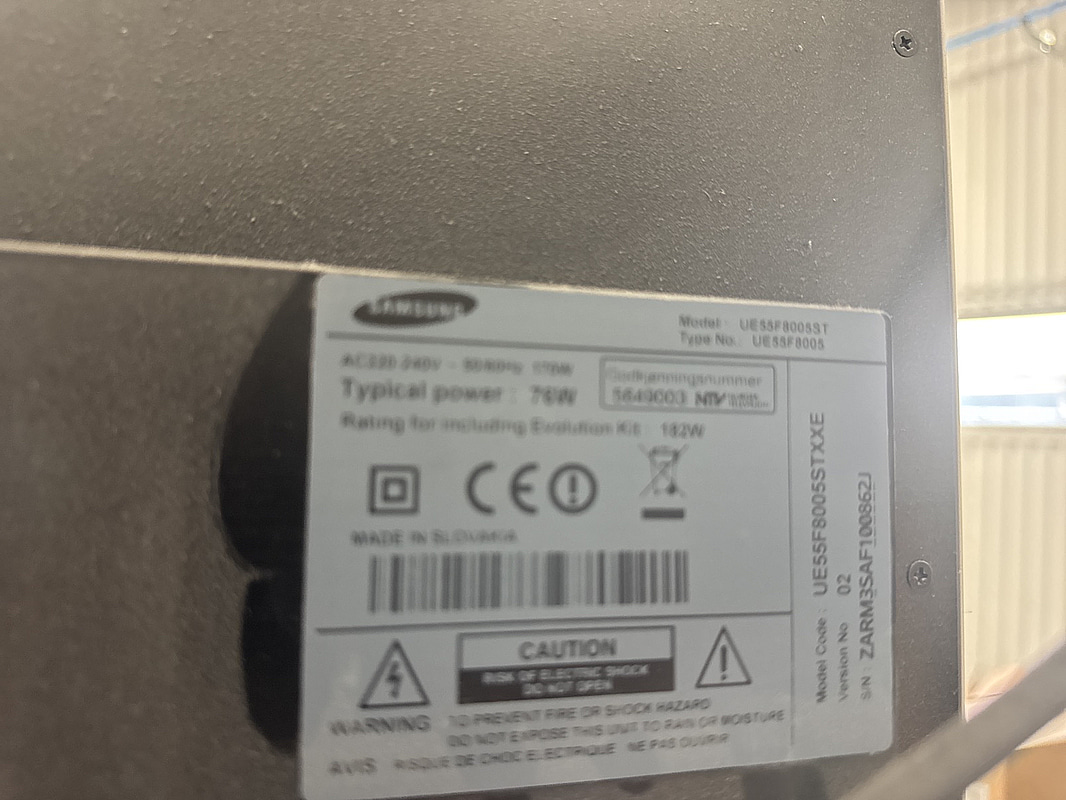 SAMSUNG
Model : UE55F8005ST
Type No. : UE55F8005
AC220-240V ~ 50/60Hz 170W
Typical power : 76W
Godkjenningsnummer
5649003 NTV
Rating for including Evolution Kit : 182W
CE
MADE IN SLOVAKIA
CAUTION
RISK OF ELECTRIC SHOCK
DO NOT OPEN
WARNING TO PREVENT FIRE OR SHOCK HAZARD
DO NOT EXPOSE THIS UNIT TO RAIN OR MOISTURE
AVIS RISQUE DE CHOC ELECTRIQUE NE PAS OUVRIR
Model Code : UE55F8005STXXE
Version No 02
S/N : ZARM3SAF100862J